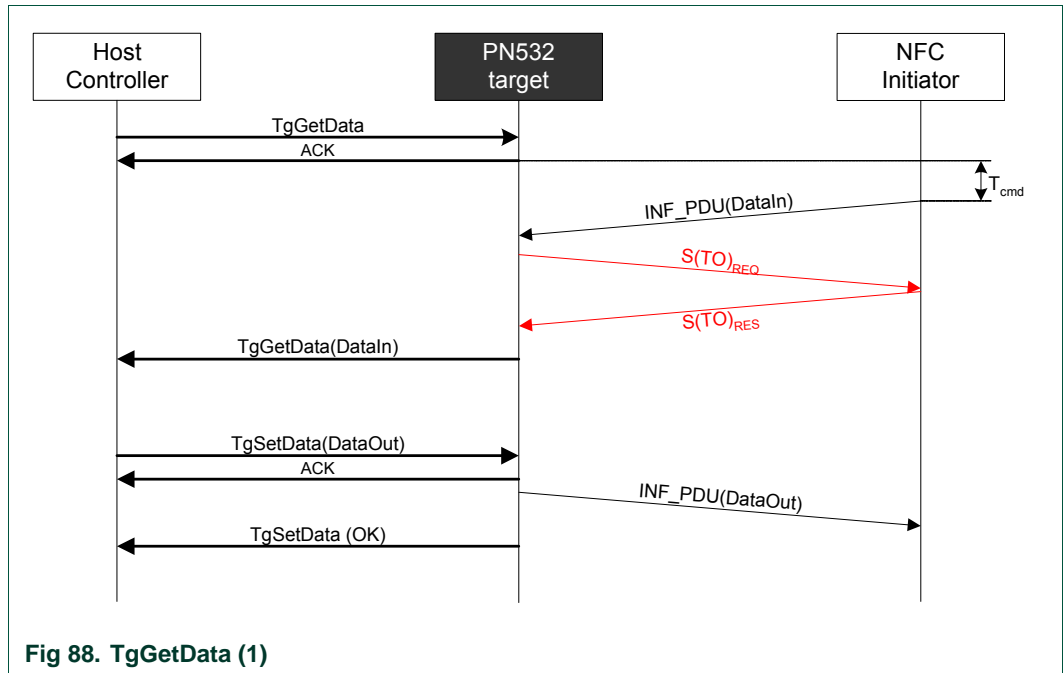 Host
Controller
PN532
target
NFC
Initiator
TgGetData
ACK
Tcmd
INF_PDU(DataIn)
S(TO)REQ
S(TO)RES
TgGetData(DataIn)
TgSetData(DataOut)
ACK
INF_PDU(DataOut)
TgSetData (OK)
Fig 88. TgGetData (1)